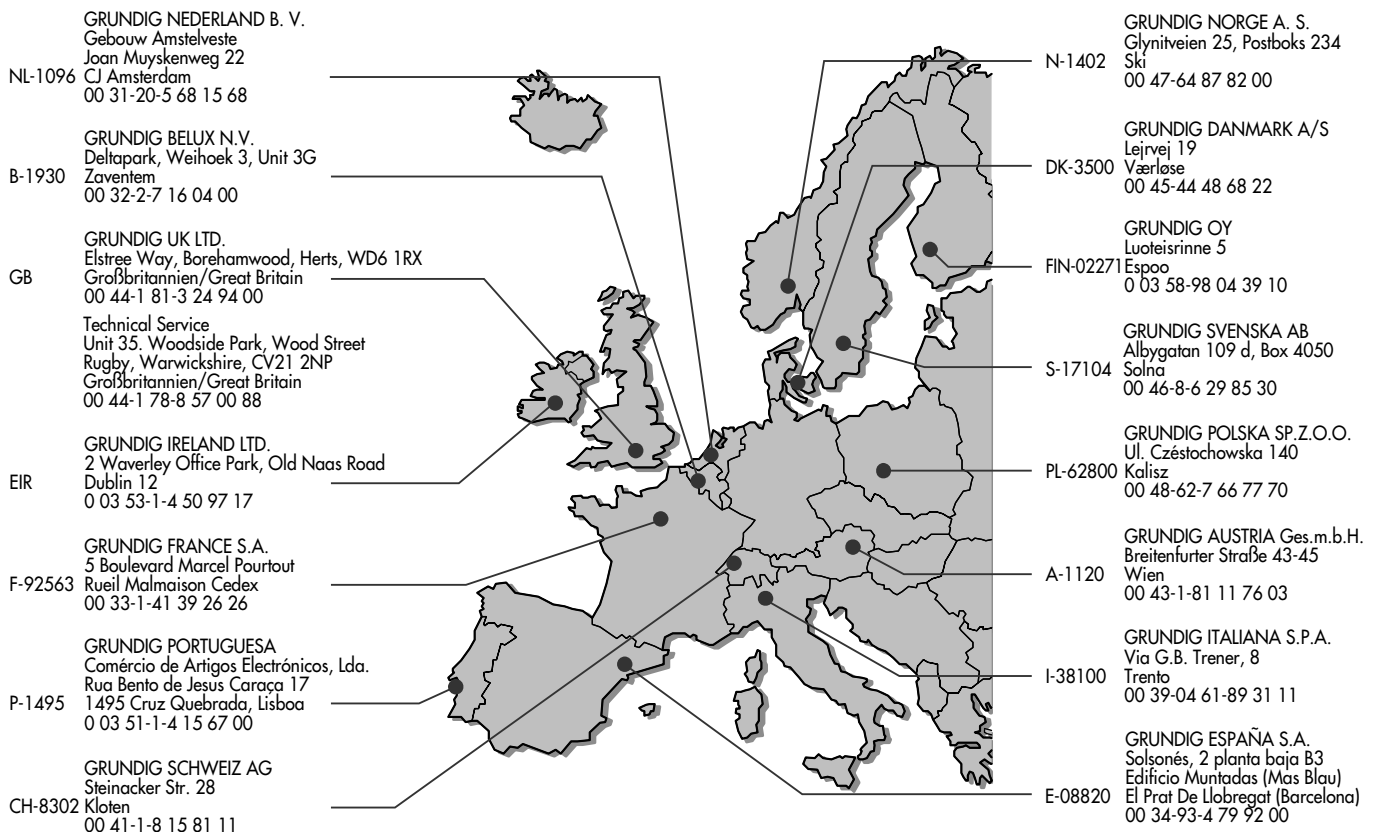 GRUNDIG NEDERLAND B. V.
Gebouw Amstelveste
Joan Muyskenweg 22
NL-1096 CJ Amsterdam
00 31-20-5 68 15 68
GRUNDIG BELUX N.V.
Deltapark, Weihoek 3, Unit 3G
B-1930 Zaventem
00 32-2-7 16 04 00
GRUNDIG UK LTD.
Elstree Way, Borehamwood, Herts, WD6 1RX
GB Großbritannien/Great Britain
00 44-1 81-3 24 94 00
Technical Service
Unit 35. Woodside Park, Wood Street
Rugby, Warwickshire, CV21 2NP
Großbritannien/Great Britain
00 44-1 78-8 57 00 88
GRUNDIG IRELAND LTD.
2 Waverley Office Park, Old Naas Road
EIR Dublin 12
0 03 53-1-4 50 97 17
GRUNDIG FRANCE S.A.
5 Boulevard Marcel Pourtout
F-92563 Rueil Malmaison Cedex
00 33-1-41 39 26 26
GRUNDIG PORTUGUESA
Comércio de Artigos Electrónicos, Lda.
Rua Bento de Jesus Caraça 17
P-1495 1495 Cruz Quebrada, Lisboa
0 03 51-1-4 15 67 00
GRUNDIG SCHWEIZ AG
Steinacker Str. 28
CH-8302 Kloten
00 41-1-8 15 81 11
GRUNDIG NORGE A. S.
Glynitveien 25, Postboks 234
N-1402 Ski
00 47-64 87 82 00
GRUNDIG DANMARK A/S
Lejrvej 19
DK-3500 Værløse
00 45-44 48 68 22
GRUNDIG OY
Luoteisrinne 5
FIN-02271 Espoo
0 03 58-98 04 39 10
GRUNDIG SVENSKA AB
Albygatan 109 d, Box 4050
S-17104 Solna
00 46-8-6 29 85 30
GRUNDIG POLSKA SP.Z.O.O.
Ul. Czéstochowska 140
PL-62800 Kalisz
00 48-62-7 66 77 70
GRUNDIG AUSTRIA Ges.m.b.H.
Breitenfurter Straße 43-45
A-1120 Wien
00 43-1-81 11 76 03
GRUNDIG ITALIANA S.P.A.
Via G.B. Trener, 8
I-38100 Trento
00 39-04 61-89 31 11
GRUNDIG ESPAÑA S.A.
Solsonés, 2 planta baja B3
Edificio Muntadas (Mas Blau)
E-08820 El Prat De Llobregat (Barcelona)
00 34-93-4 79 92 00